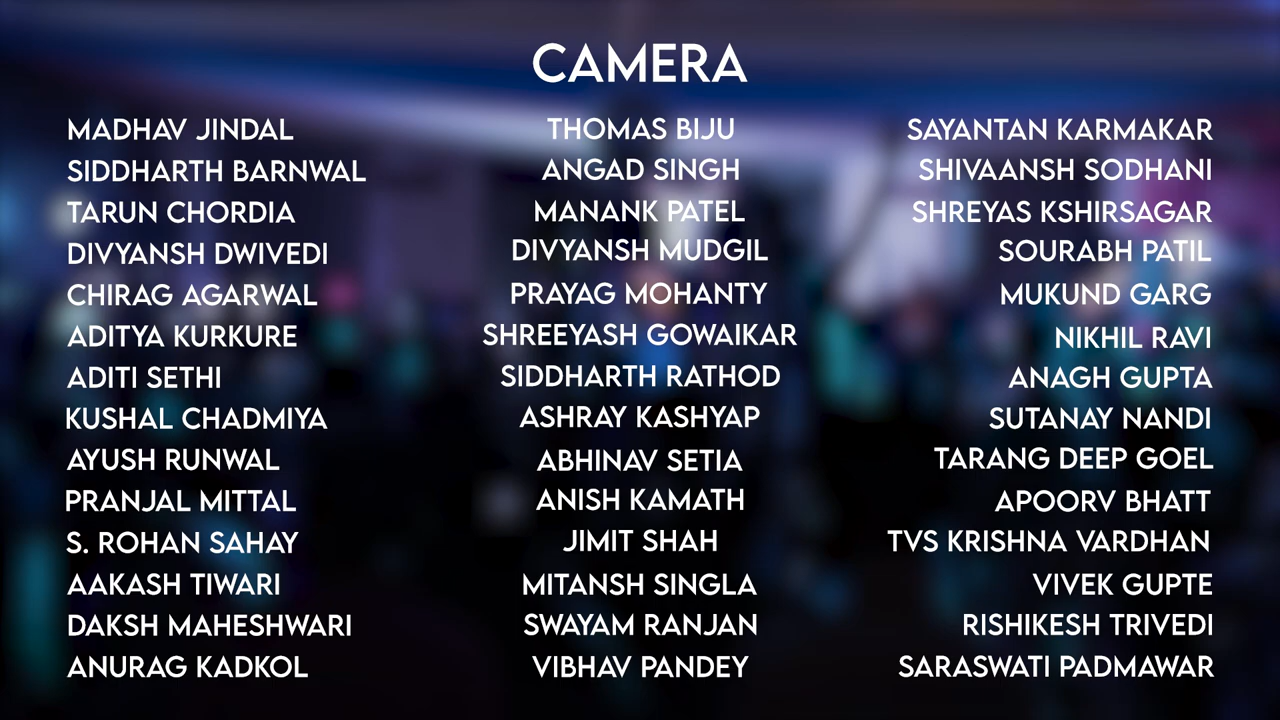 CAMERA
MADHAV JINDAL
SIDDHARTH BARNWAL
TARUN CHORDIA
DIVYANSH DWIVEDI
CHIRAG AGARWAL
ADITYA KURKURE
ADITI SETHI
KUSHAL CHADMIYA
AYUSH RUNWAL
PRANJAL MITTAL
S. ROHAN SAHAY
AAKASH TIWARI
DAKSH MAHESHWARI
ANURAG KADKOL
THOMAS BIJU
ANGAD SINGH
MANANK PATEL
DIVYANSH MUDGIL
PRAYAG MOHANTY
SHREEYASH GOWAIKAR
SIDDHARTH RATHOD
ASHRAY KASHYAP
ABHINAV SETIA
ANISH KAMATH
JIMIT SHAH
MITANSH SINGLA
SWAYAM RANJAN
VIBHAV PANDEY
SAYANTAN KARMAKAR
SHIVAANSH SODHANI
SHREYAS KSHIRSAGAR
SOURABH PATIL
MUKUND GARG
NIKHIL RAVI
ANAGH GUPTA
SUTANAY NANDI
TARANG DEEP GOEL
APOORV BHATT
TVS KRISHNA VARDHAN
VIVEK GUPTE
RISHIKESH TRIVEDI
SARASWATI PADMAWAR